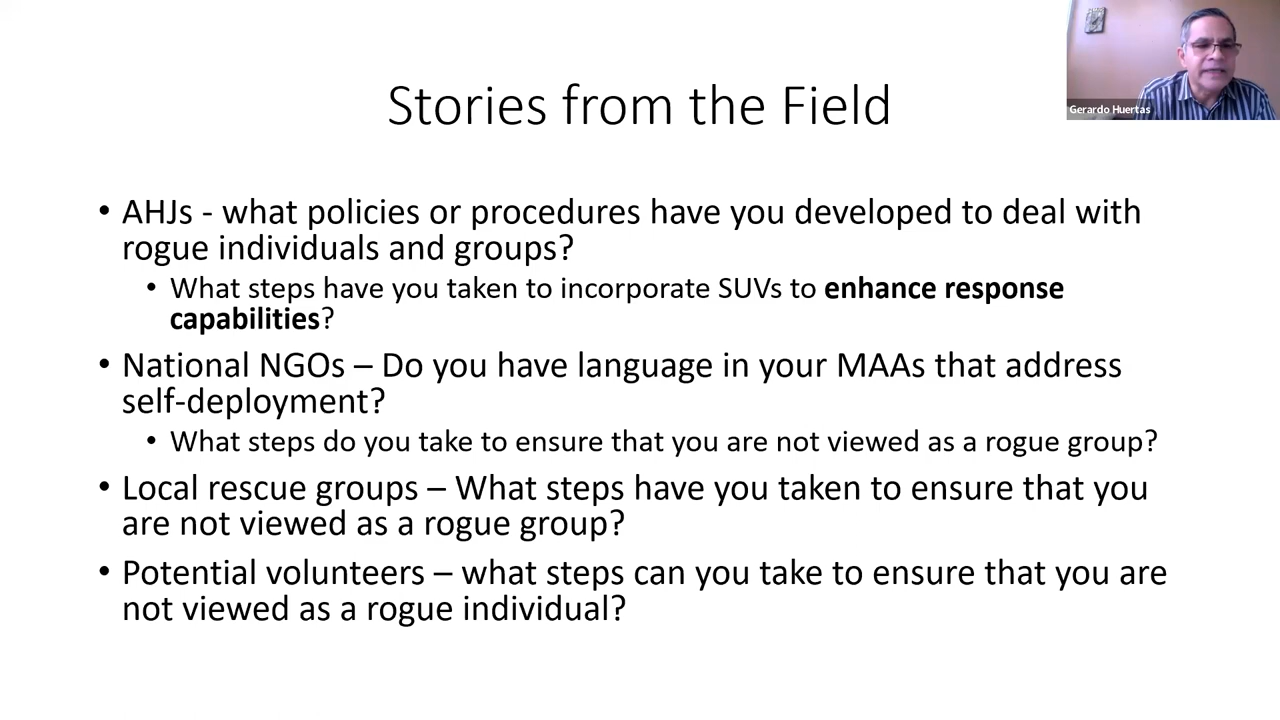 Gerardo Huertas
Stories from the Field
• AHJs - what policies or procedures have you developed to deal with
rogue individuals and groups?
• What steps have you taken to incorporate SUVs to enhance response
capabilities?
• National NGOs – Do you have language in your MAAs that address
self-deployment?
• What steps do you take to ensure that you are not viewed as a rogue group?
• Local rescue groups – What steps have you taken to ensure that you
are not viewed as a rogue group?
• Potential volunteers – what steps can you take to ensure that you are
not viewed as a rogue individual?